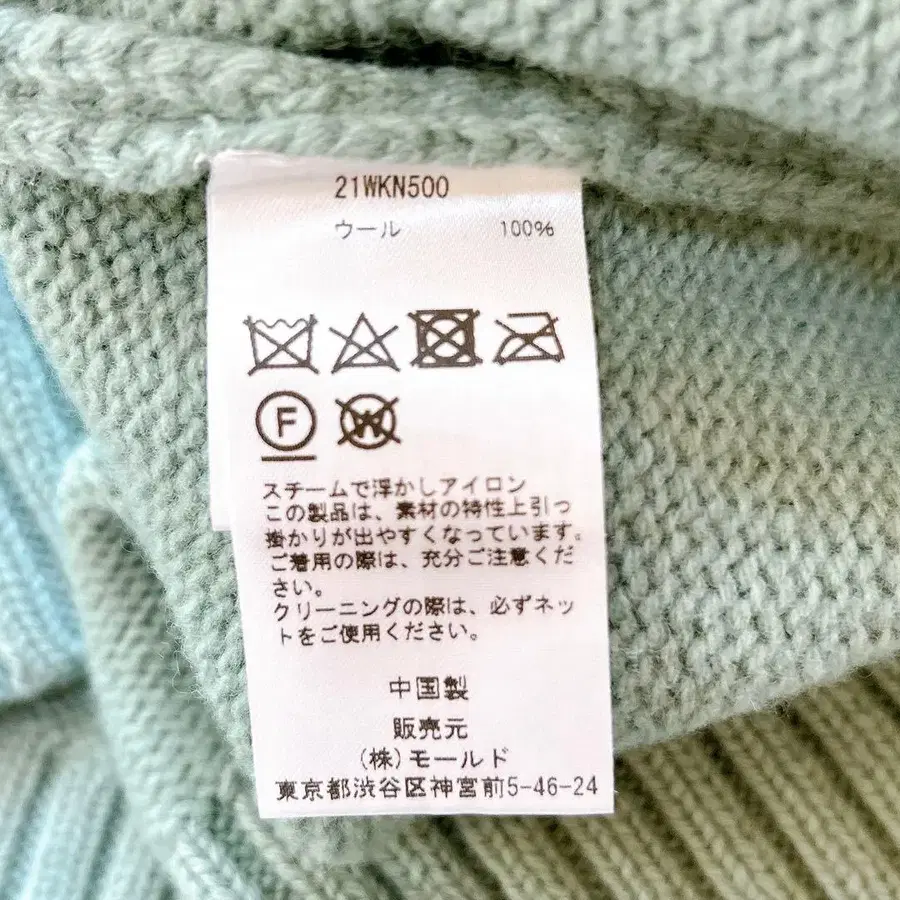 21WKN500
ウール 100%
F
W
スチームで浮かしアイロン
この製品は、素材の特性上引っ
掛かりが出やすくなっています。
ご着用の際は、充分ご注意くだ
さい。
クリーニングの際は、必ずネッ
トをご使用ください。
中国製
販売元
(株)モールド
東京都渋谷区神宮前5-46-24